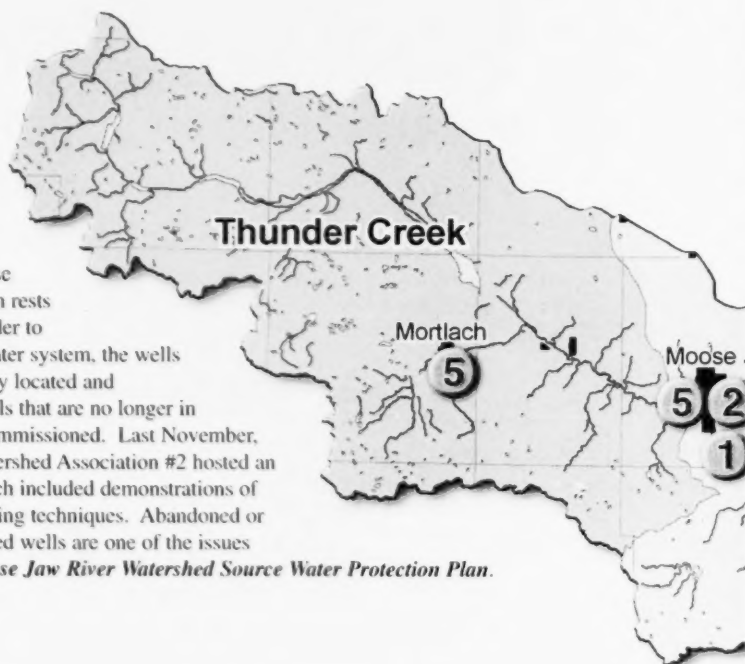 Thunder Creek
Mortlach
5
Moose J
5 2
1
se
n rests
der to
ater system, the wells
y located and
ls that are no longer in
mmissioned. Last November,
ershed Association #2 hosted an
ch included demonstrations of
ing techniques. Abandoned or
ed wells are one of the issues
se Jaw River Watershed Source Water Protection Plan.